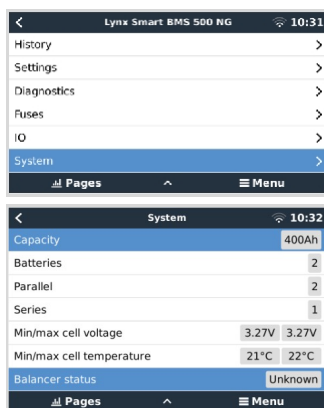 Lynx Smart BMS 500 NG 10:31
History
Settings
Diagnostics
Fuses
IO
System
Pages Menu
System 10:32
Capacity 400Ah
Batteries 2
Parallel 2
Series 1
Min/max cell voltage 3.27V 3.27V
Min/max cell temperature 21°C 22°C
Balancer status Unknown
Pages Menu